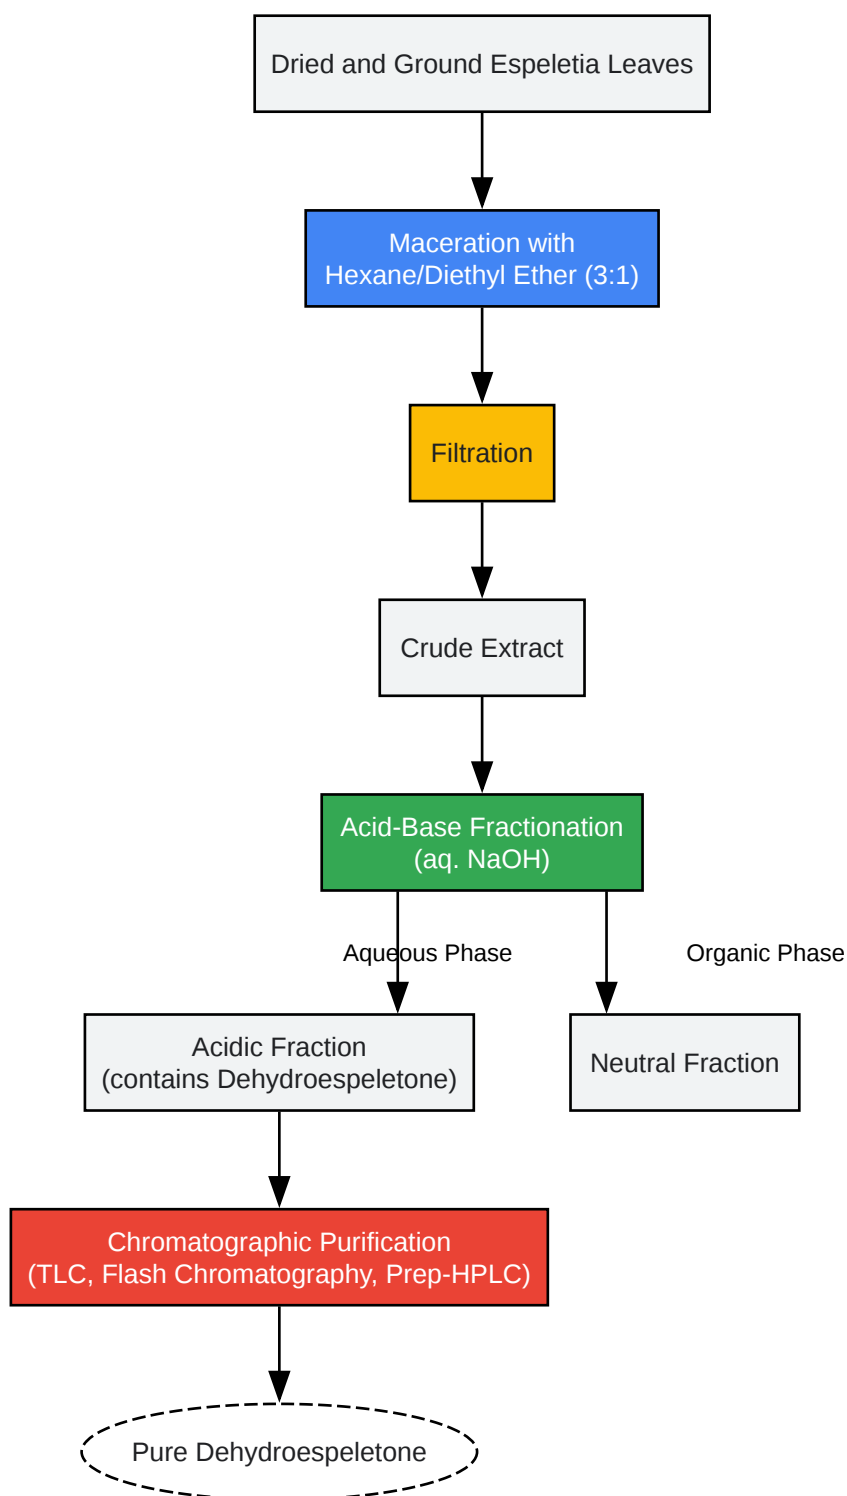 Dried and Ground Espeletia Leaves
Maceration with
Hexane/Diethyl Ether (3:1)
Filtration
Crude Extract
Acid-Base Fractionation
(aq. NaOH)
Aqueous Phase
Organic Phase
Acidic Fraction
(contains Dehydroespeletone)
Neutral Fraction
Chromatographic Purification
(TLC, Flash Chromatography, Prep-HPLC)
Pure Dehydroespeletone